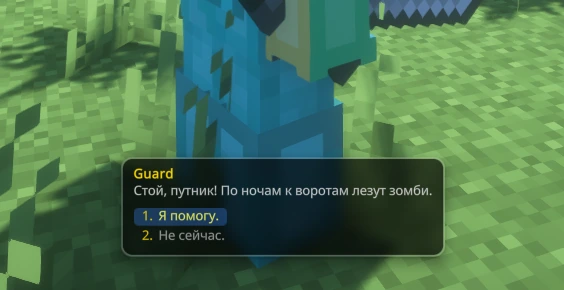 Guard
Стой, путник! По ночам к воротам лезут зомби.
1. Я помогу.
2. Не сейчас.